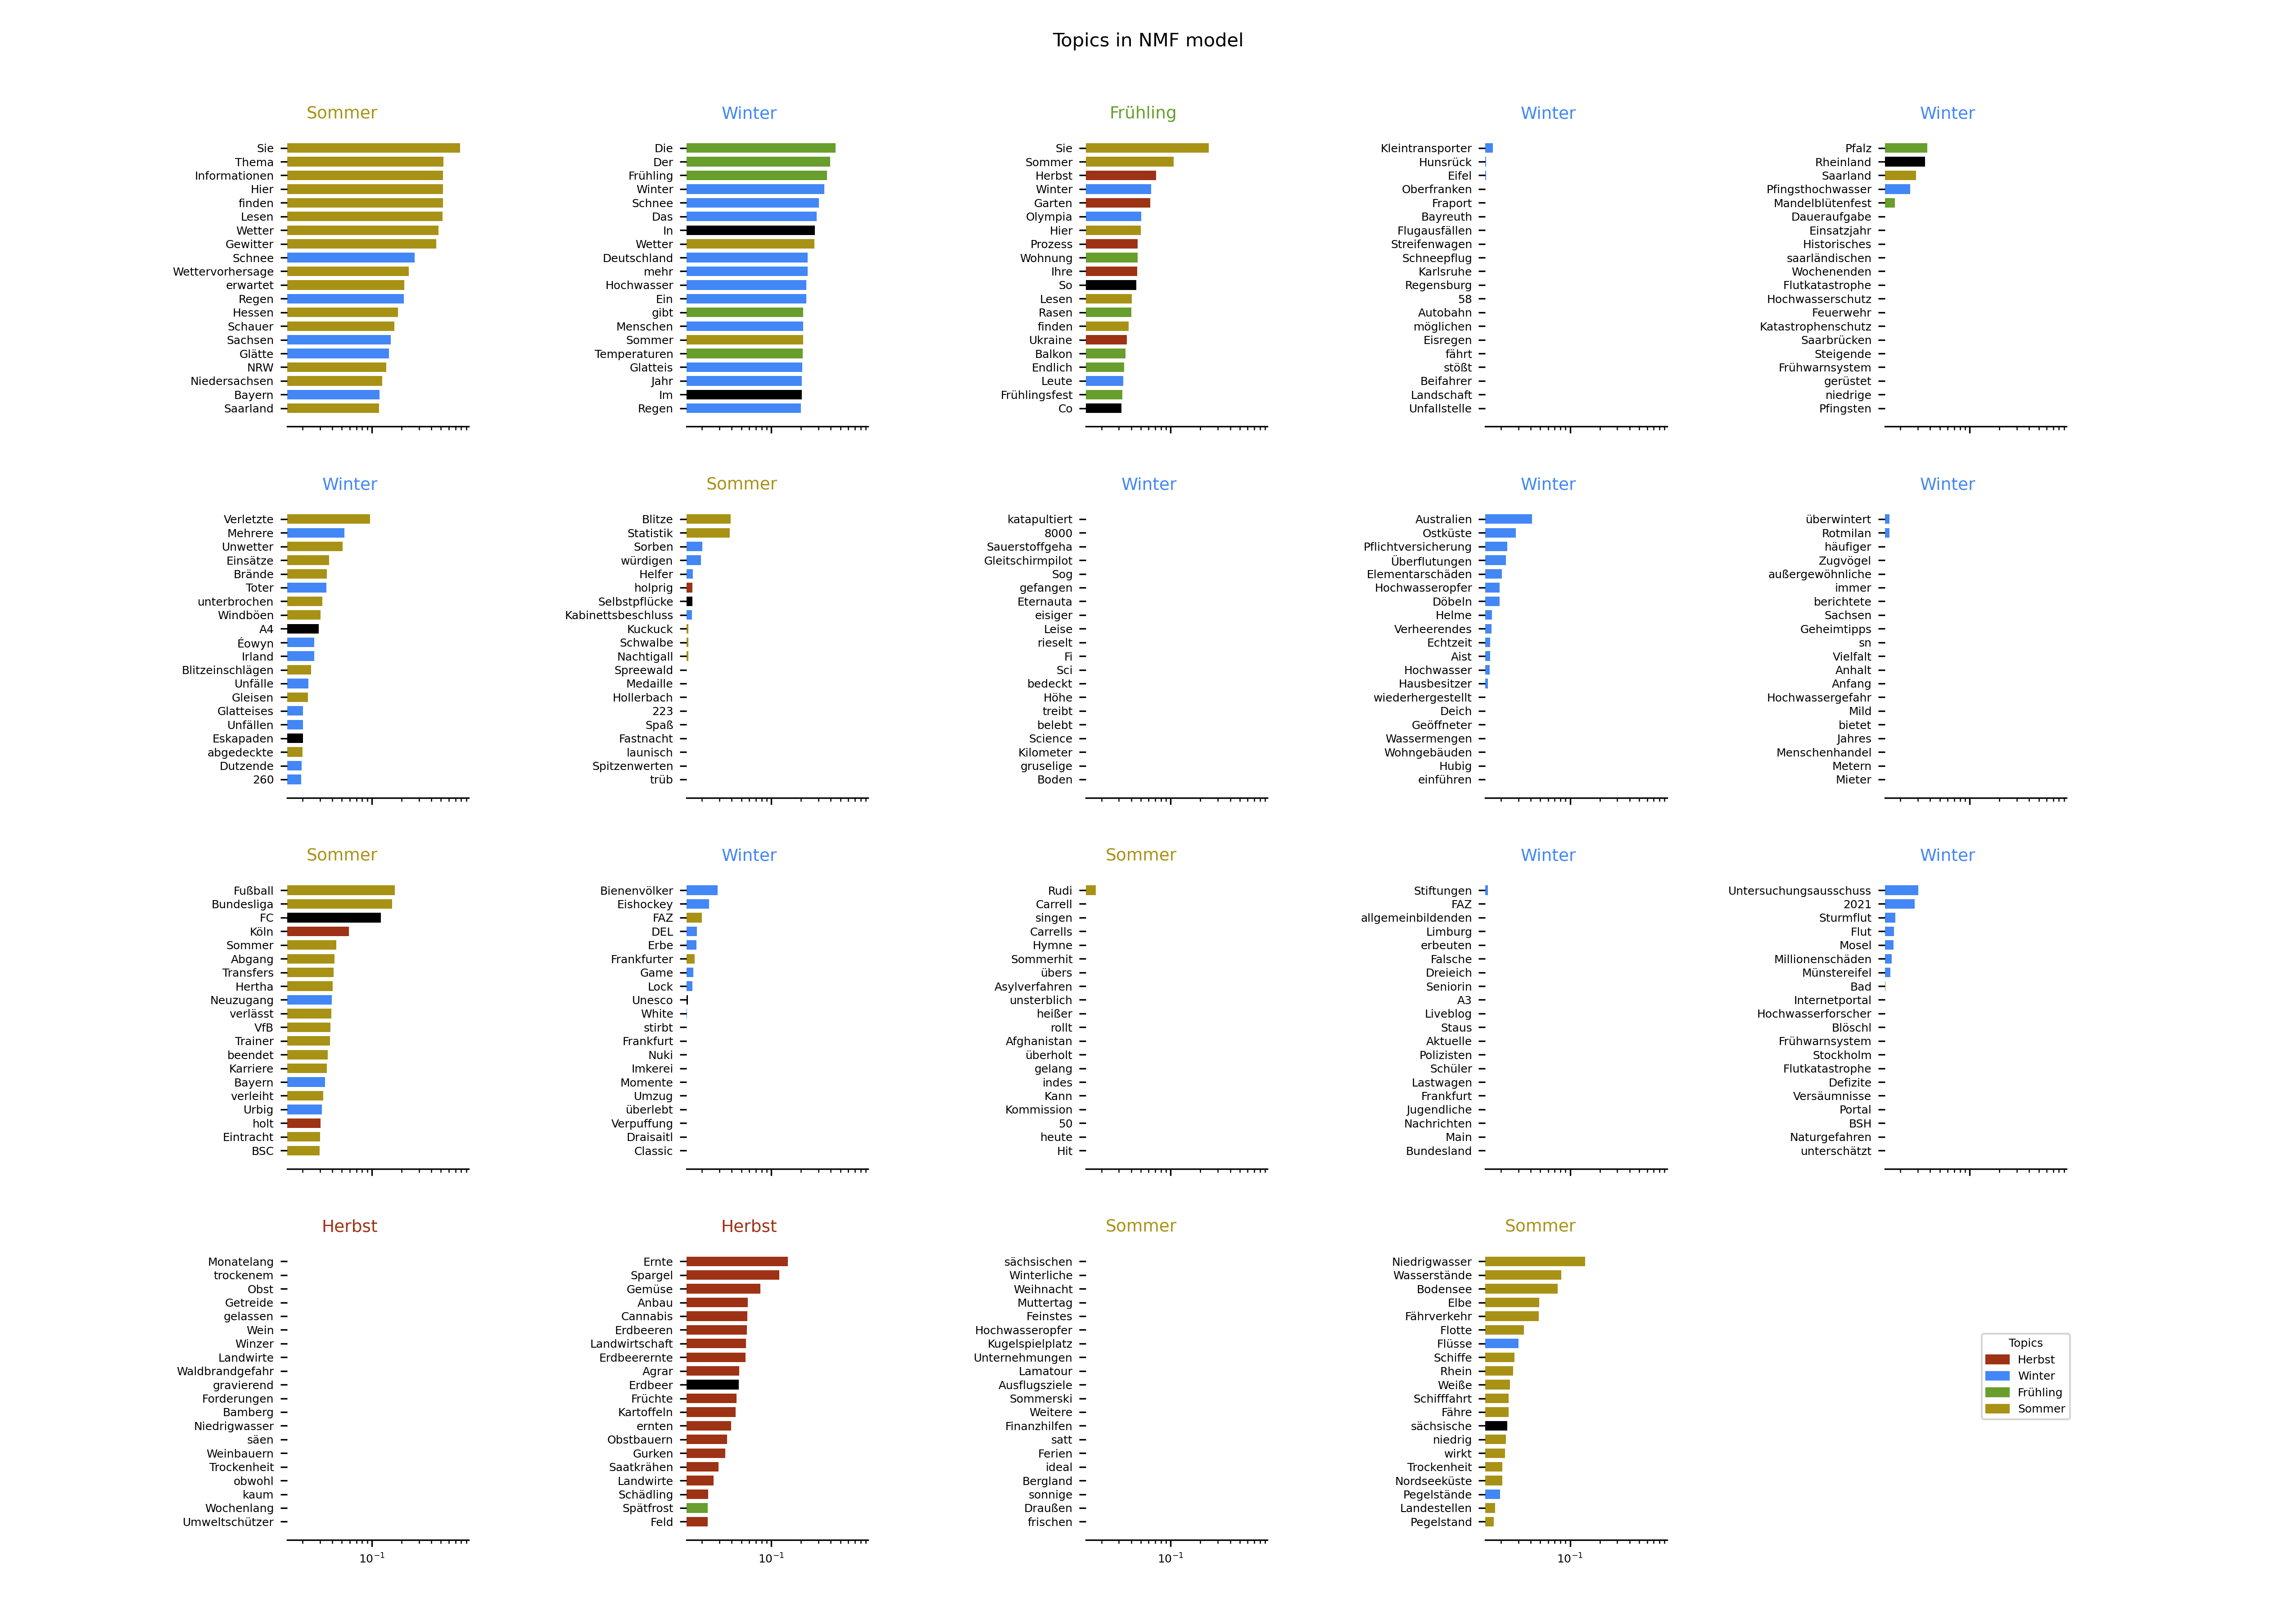 Topics in NMF model
Sommer
Sie
Thema
Informationen
Hier
finden
Lesen
Wetter
Gewitter
Schnee
Wettervorhersage
erwartet
Regen
Hessen
Schauer
Sachsen
Glätte
NRW
Niedersachsen
Bayern
Saarland
Winter
Die
Der
Frühling
Winter
Schnee
Das
In
Wetter
Deutschland
mehr
Hochwasser
Ein
gibt
Menschen
Sommer
Temperaturen
Glatteis
Jahr
Im
Regen
Frühling
Sie
Sommer
Herbst
Winter
Garten
Olympia
Hier
Prozess
Wohnung
Ihre
So
Lesen
Rasen
finden
Ukraine
Balkon
Endlich
Leute
Frühlingsfest
Co
Winter
Kleintransporter
Hunsrück
Eifel
Oberfranken
Fraport
Bayreuth
Flugausfällen
Streifenwagen
Schneepflug
Karlsruhe
Regensburg
58
Autobahn
möglichen
Eisregen
fährt
stößt
Beifahrer
Landschaft
Unfallstelle
Winter
Pfalz
Rheinland
Saarland
Pfingsthochwasser
Mandelblütenfest
Daueraufgabe
Einsatzjahr
Historisches
saarländischen
Wochenenden
Flutkatastrophe
Hochwasserschutz
Feuerwehr
Katastrophenschutz
Saarbrücken
Steigende
Frühwarnsystem
gerüstet
niedrige
Pfingsten
Winter
Verletzte
Mehrere
Unwetter
Einsätze
Brände
Toter
unterbrochen
Windböen
A4
Éowyn
Irland
Blitzeinschlägen
Unfälle
Gleisen
Glatteises
Unfällen
Eskapaden
abgedeckte
Dutzende
260
Sommer
Blitze
Statistik
Sorben
würdigen
Helfer
holprig
Selbstpflücke
Kabinettsbeschluss
Kuckuck
Schwalbe
Nachtigall
Spreewald
Medaille
Hollerbach
223
Spaß
Fastnacht
launisch
Spitzenwerten
trüb
Winter
katapultiert
8000
Sauerstoffgeha
Gleitschirmpilot
Sog
gefangen
Eternauta
eisiger
Leise
rieselt
Fi
Sci
bedeckt
Höhe
treibt
belebt
Science
Kilometer
gruselige
Boden
Winter
Australien
Ostküste
Pflichtversicherung
Überflutungen
Elementarschäden
Hochwasseropfer
Döbeln
Helme
Verheerendes
Echtzeit
Aist
Hochwasser
Hausbesitzer
wiederhergestellt
Deich
Geöffneter
Wassermengen
Wohngebäuden
Hubig
einführen
Winter
überwintert
Rotmilan
häufiger
Zugvögel
außergewöhnliche
immer
berichtete
Sachsen
Geheimtipps
sn
Vielfalt
Anhalt
Anfang
Hochwassergefahr
Mild
bietet
Jahres
Menschenhandel
Metern
Mieter
Sommer
Fußball
Bundesliga
FC
Köln
Sommer
Abgang
Transfers
Hertha
Neuzugang
verlässt
VfB
Trainer
beendet
Karriere
Bayern
verleiht
Urbig
holt
Eintracht
BSC
Winter
Bienenvölker
Eishockey
FAZ
DEL
Erbe
Frankfurter
Game
Lock
Unesco
White
stirbt
Frankfurt
Nuki
Imkerei
Momente
Umzug
überlebt
Verpuffung
Draisaitl
Classic
Sommer
Rudi
Carrell
singen
Carrells
Hymne
Sommerhit
übers
Asylverfahren
unsterblich
heißer
rollt
Afghanistan
überholt
gelang
indes
Kann
Kommission
50
heute
Hit
Winter
Stiftungen
FAZ
allgemeinbildenden
Limburg
erbeuten
Falsche
Dreieich
Seniorin
A3
Liveblog
Staus
Aktuelle
Polizisten
Schüler
Lastwagen
Frankfurt
Jugendliche
Nachrichten
Main
Bundesland
Winter
Untersuchungsausschuss
2021
Sturmflut
Flut
Mosel
Millionenschäden
Münstereifel
Bad
Internetportal
Hochwasserforscher
Blöschl
Frühwarnsystem
Stockholm
Flutkatastrophe
Defizite
Versäumnisse
Portal
BSH
Naturgefahren
unterschätzt
Herbst
Monatelang
trockenem
Obst
Getreide
gelassen
Wein
Winzer
Landwirte
Waldbrandgefahr
gravierend
Forderungen
Bamberg
Niedrigwasser
säen
Weinbauern
Trockenheit
obwohl
kaum
Wochenlang
Umweltschützer
10⁻¹
Herbst
Ernte
Spargel
Gemüse
Anbau
Cannabis
Erdbeeren
Landwirtschaft
Erdbeerernte
Agrar
Erdbeer
Früchte
Kartoffeln
ernten
Obstbauern
Gurken
Saatkrähen
Landwirte
Schädling
Spätfrost
Feld
10⁻¹
Sommer
sächsischen
Winterliche
Weihnacht
Muttertag
Feinstes
Hochwasseropfer
Kugelspielplatz
Unternehmungen
Lamatour
Ausflugsziele
Sommerski
Weitere
Finanzhilfen
satt
Ferien
ideal
Bergland
sonnige
Draußen
frischen
10⁻¹
Sommer
Niedrigwasser
Wasserstände
Bodensee
Elbe
Fährverkehr
Flotte
Flüsse
Schiffe
Rhein
Weiße
Schifffahrt
Fähre
sächsische
niedrig
wirkt
Trockenheit
Nordseeküste
Pegelstände
Landestellen
Pegelstand
10⁻¹
Topics
Herbst
Winter
Frühling
Sommer